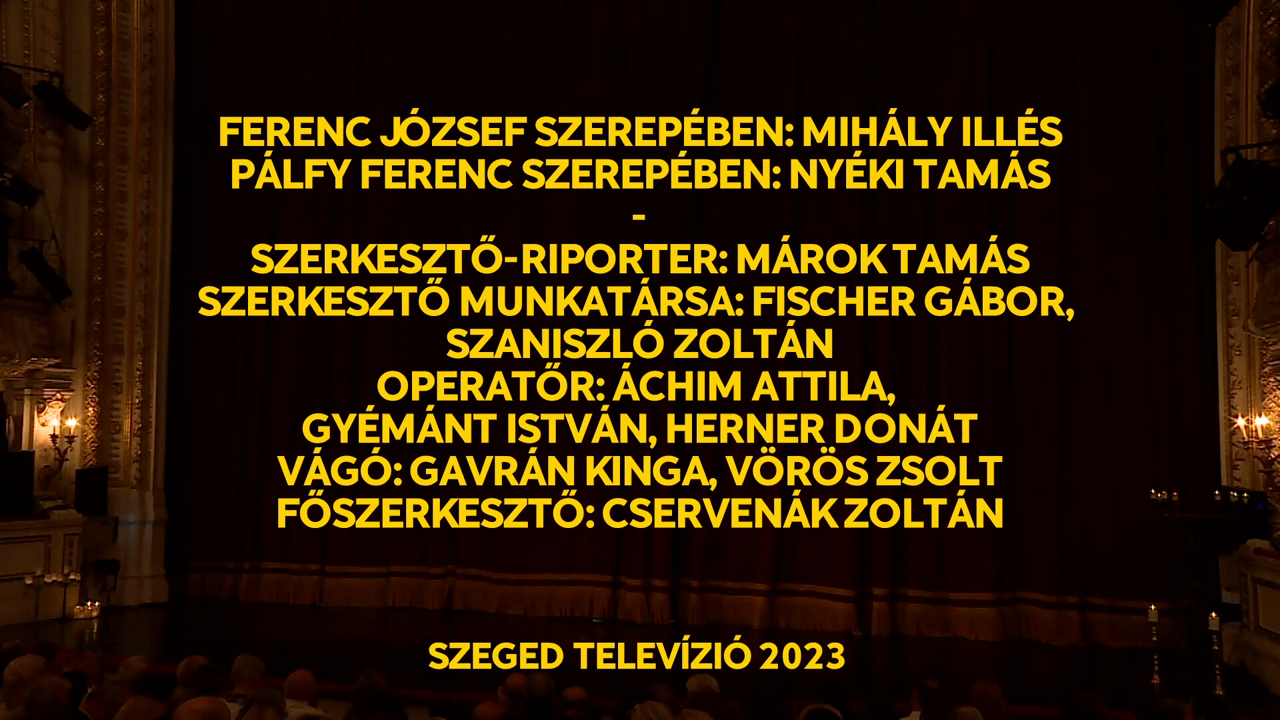 FERENC JÓZSEF SZEREPÉBEN: MIHÁLY ILLÉS
PÁLFY FERENC SZEREPÉBEN: NYÉKI TAMÁS
-
SZERKESZTŐ-RIPORTER: MÁROK TAMÁS
SZERKESZTŐ MUNKATÁRSA: FISCHER GÁBOR,
SZANISZLÓ ZOLTÁN
OPERATŐR: ÁCHIM ATTILA,
GYÉMÁNT ISTVÁN, HERNER DONÁT
VÁGÓ: GAVRÁN KINGA, VÖRÖS ZSOLT
FŐSZERKESZTŐ: CSERVENÁK ZOLTÁN
SZEGED TELEVÍZIÓ 2023